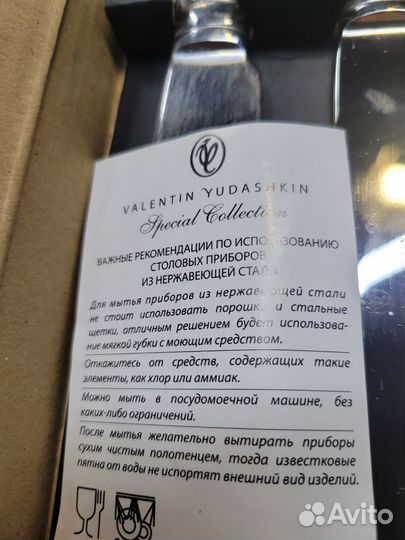 VALENTIN YUDASHKIN
Special Collection
ВАЖНЫЕ РЕКОМЕНДАЦИИ ПО ИСПОЛЬЗОВАНИЮ
СТОЛОВЫХ ПРИБОРОВ
ИЗ НЕРЖАВЕЮЩЕЙ СТАЛИ
Для мытья приборов из нержавеющей стали
не стоит использовать порошки и стальные
щетки, отличным решением будет использова-
ние мягкой губки с моющим средством.
Откажитесь от средств, содержащих такие
элементы, как хлор или аммиак.
Можно мыть в посудомоечной машине, без
каких-либо ограничений.
После мытья желательно вытирать приборы
сухим чистым полотенцем, тогда известковые
пятна от воды не испортят внешний вид изделий.
Avito